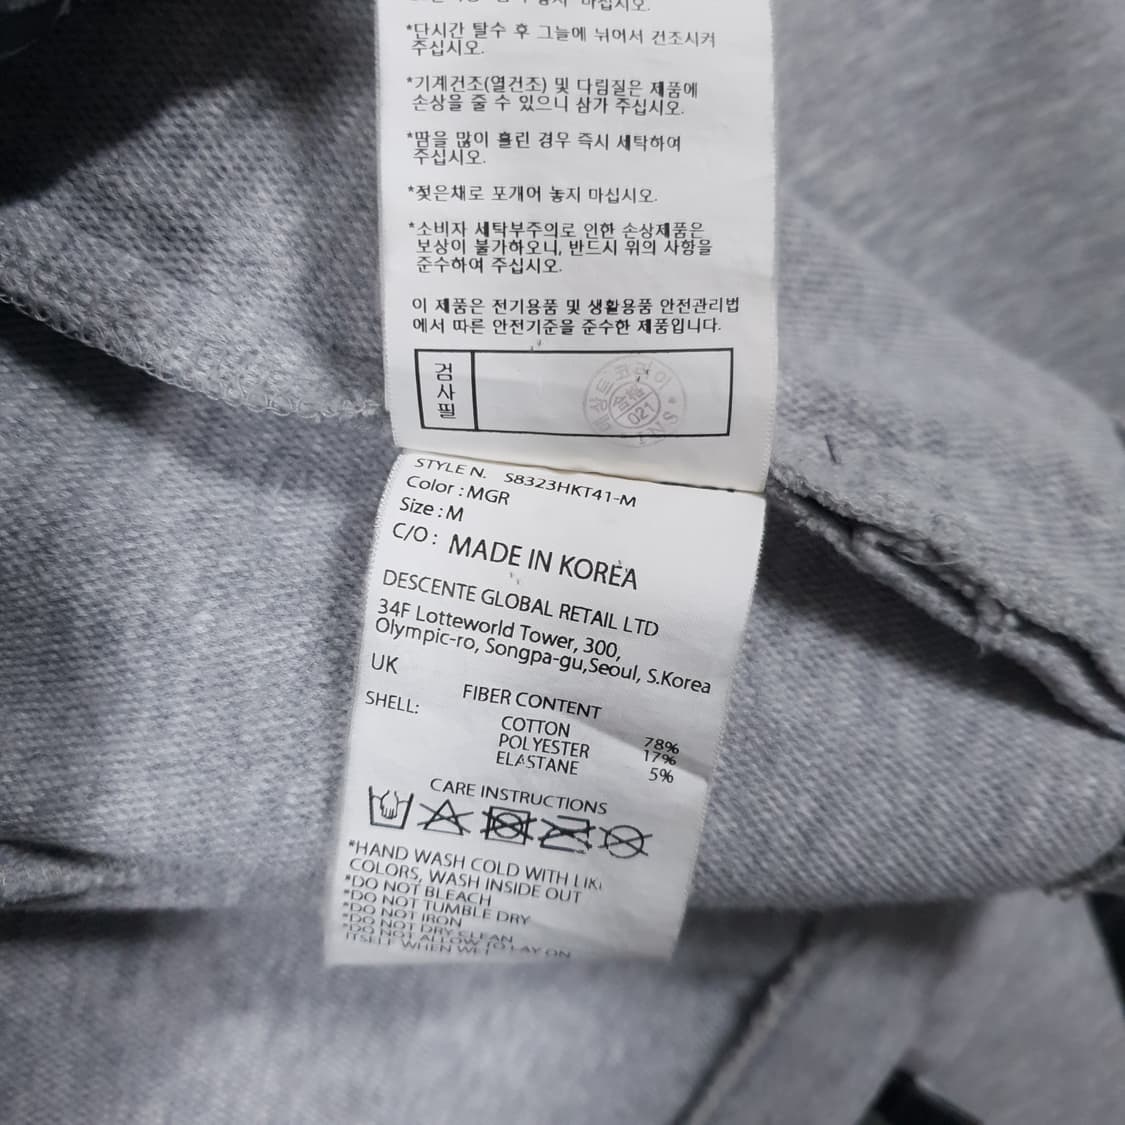 *단시간 탈수 후 그늘에 뉘어서 건조시켜
주십시오.
*기계건조(열건조) 및 다림질은 제품에
손상을 줄 수 있으니 삼가 주십시오.
*땀을 많이 흘린 경우 즉시 세탁하여
주십시오.
*젖은채로 포개어 놓지 마십시오.
*소비자 세탁부주의로 인한 손상제품은
보상이 불가하오니, 반드시 위의 사항을
준수하여 주십시오.
이 제품은 전기용품 및 생활용품 안전관리법
에서 따른 안전기준을 준수한 제품입니다.
검사필
021
STYLE N. S8323HKT41-M
Color : MGR
Size : M
C/O : MADE IN KOREA
DESCENTE GLOBAL RETAIL LTD
34F Lotteworld Tower, 300,
Olympic-ro, Songpa-gu,Seoul, S.Korea
UK
FIBER CONTENT
SHELL:
COTTON 78%
POLYESTER 17%
ELASTANE 5%
CARE INSTRUCTIONS
*HAND WASH COLD WITH LIK
COLORS, WASH INSIDE OUT
*DO NOT BLEACH
*DO NOT TUMBLE DRY
*DO NOT IRON
*DO NOT DRY CLEAN
*DO NOT ALLOW TO LAY ON
ITSELF WHEN WET